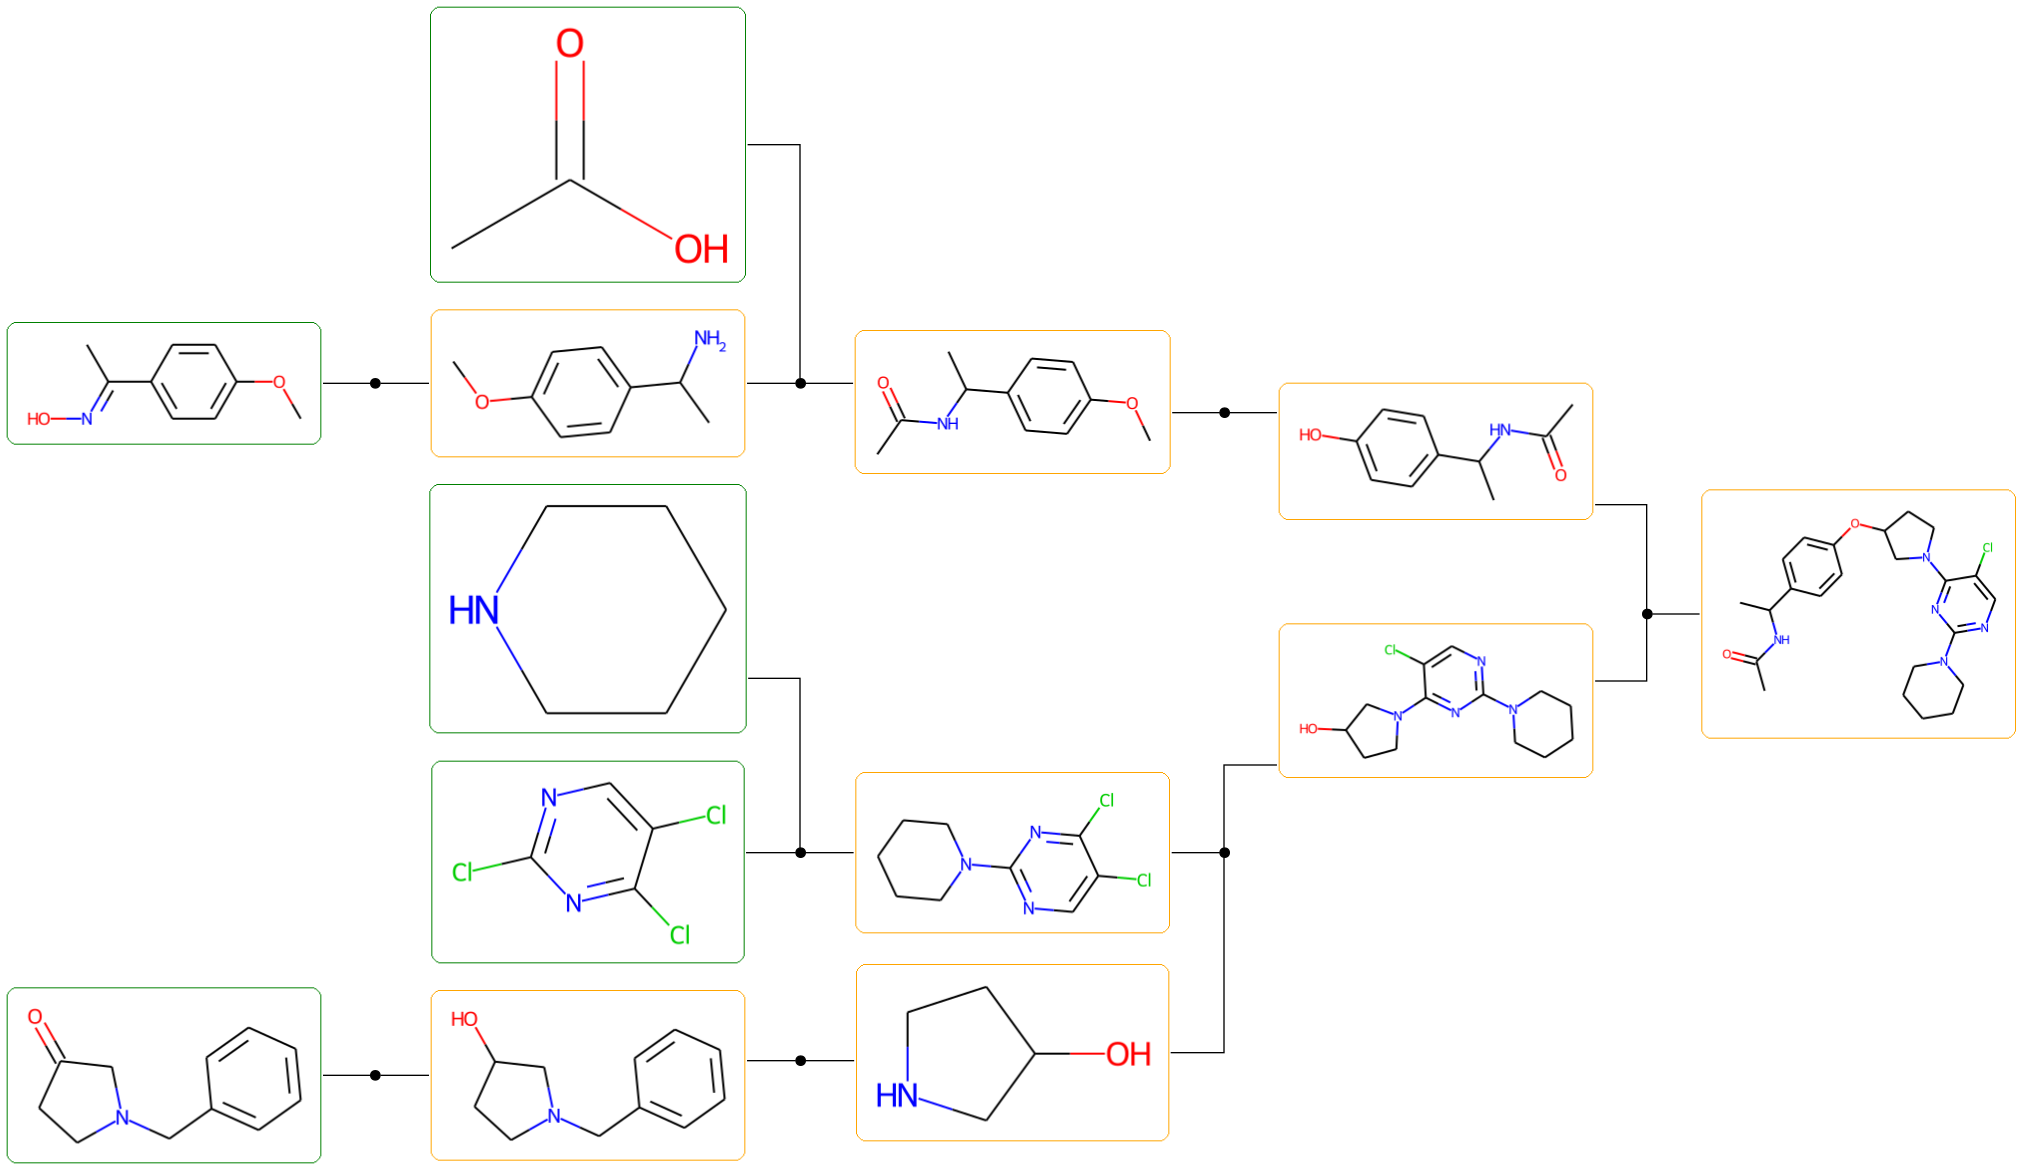 O
OH
HO N O
O NH2
O NH O
HO HN O
HN
O N Cl N N N NH O
Cl N N N N HO
N Cl Cl N Cl
N N Cl Cl N
O N
HO N
HN OH